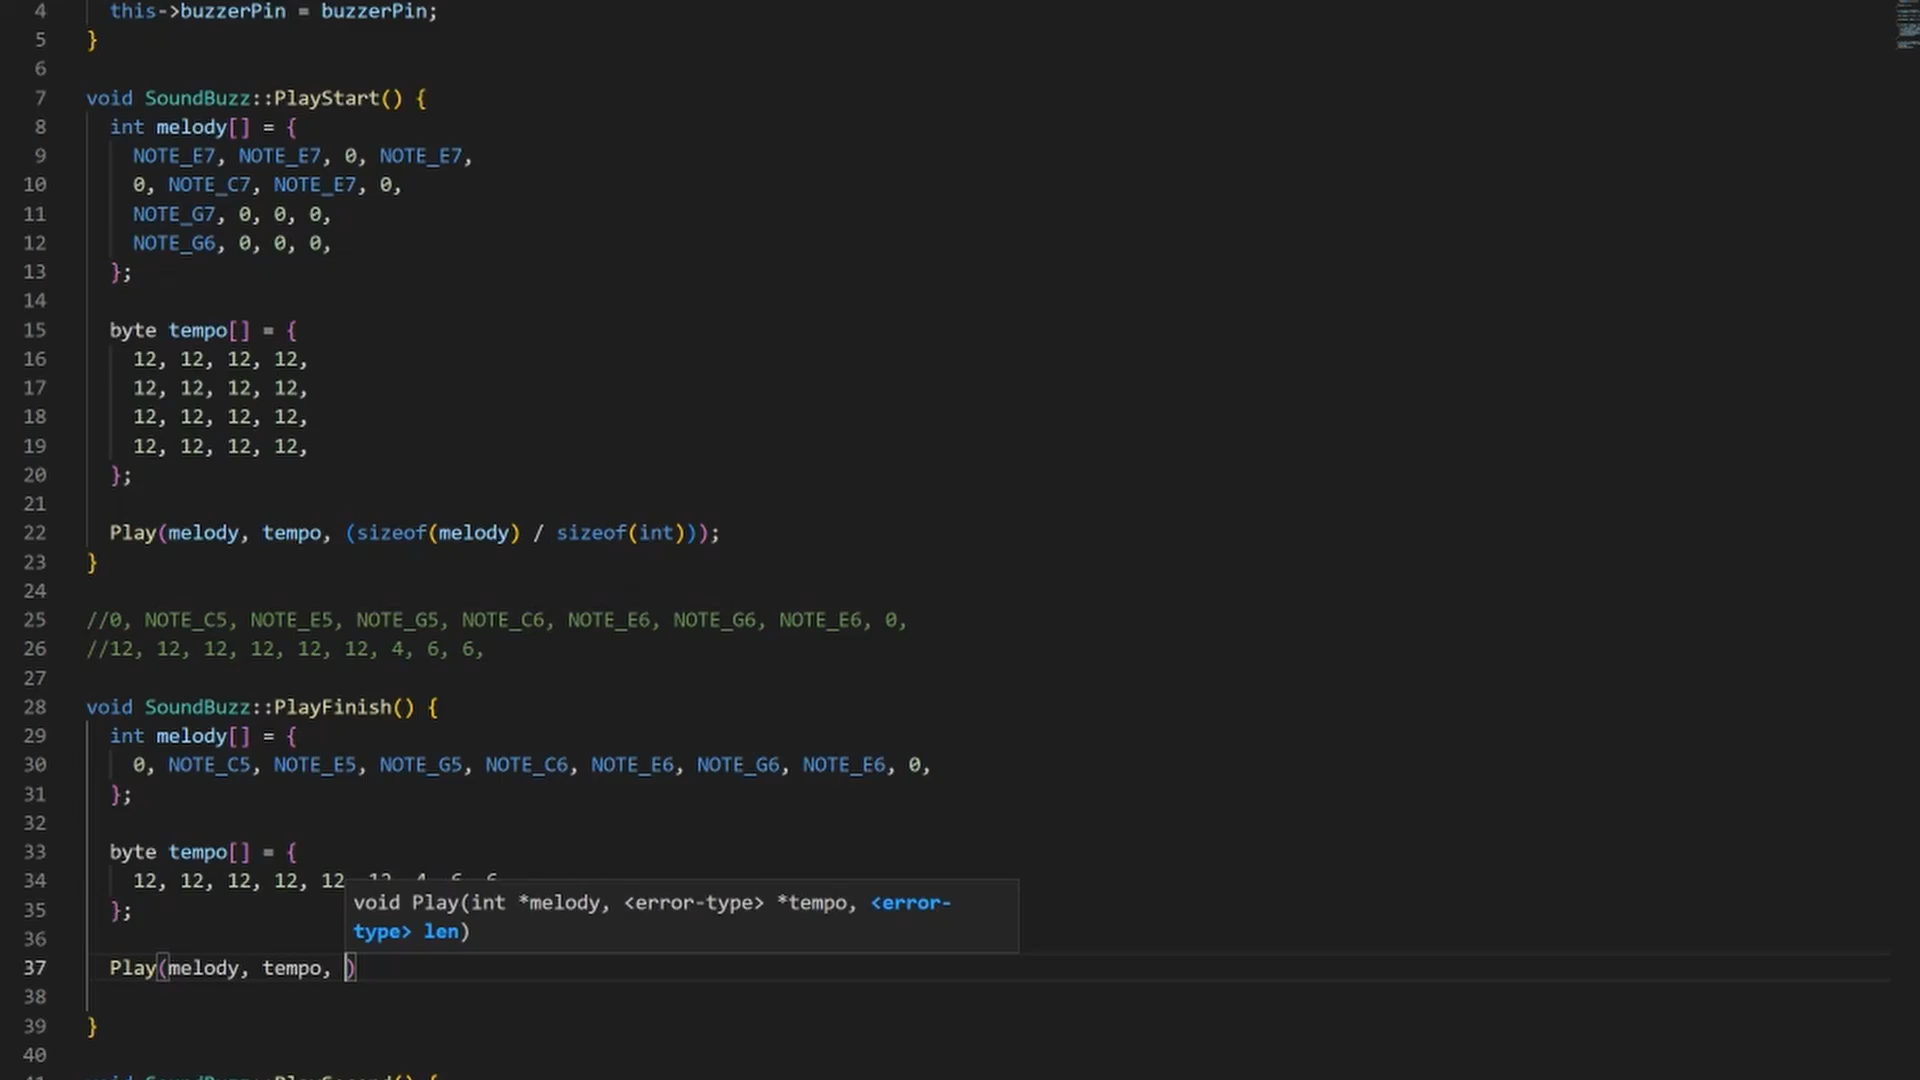 4 this->buzzerPin = buzzerPin;
5 }
6
7 void SoundBuzz::PlayStart() {
8 int melody[] = {
9 NOTE_E7, NOTE_E7, 0, NOTE_E7,
10 0, NOTE_C7, NOTE_E7, 0,
11 NOTE_G7, 0, 0, 0,
12 NOTE_G6, 0, 0, 0,
13 };
14
15 byte tempo[] = {
16 12, 12, 12, 12,
17 12, 12, 12, 12,
18 12, 12, 12, 12,
19 12, 12, 12, 12,
20 };
21
22 Play(melody, tempo, (sizeof(melody) / sizeof(int)));
23 }
24
25 //0, NOTE_C5, NOTE_E5, NOTE_G5, NOTE_C6, NOTE_E6, NOTE_G6, NOTE_E6, 0,
26 //12, 12, 12, 12, 12, 12, 4, 6, 6,
27
28 void SoundBuzz::PlayFinish() {
29 int melody[] = {
30 0, NOTE_C5, NOTE_E5, NOTE_G5, NOTE_C6, NOTE_E6, NOTE_G6, NOTE_E6, 0,
31 };
32
33 byte tempo[] = {
34 12, 12, 12, 12, 12
void Play(int *melody, <error-type> *tempo, <error-
type> len)
35 };
36
37 Play(melody, tempo, )
38
39 }
40